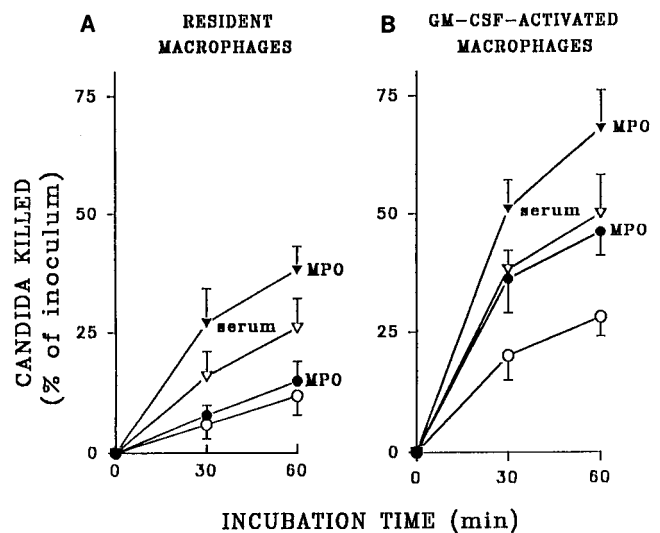 A
RESIDENT
MACROPHAGES
B
GM-CSF-ACTIVATED
MACROPHAGES
CANDIDA KILLED
(% of inoculum)
75
50
25
0
0
30
60
MPO
serum
MPO
75
50
25
0
0
30
60
MPO
serum
MPO
INCUBATION TIME (min)